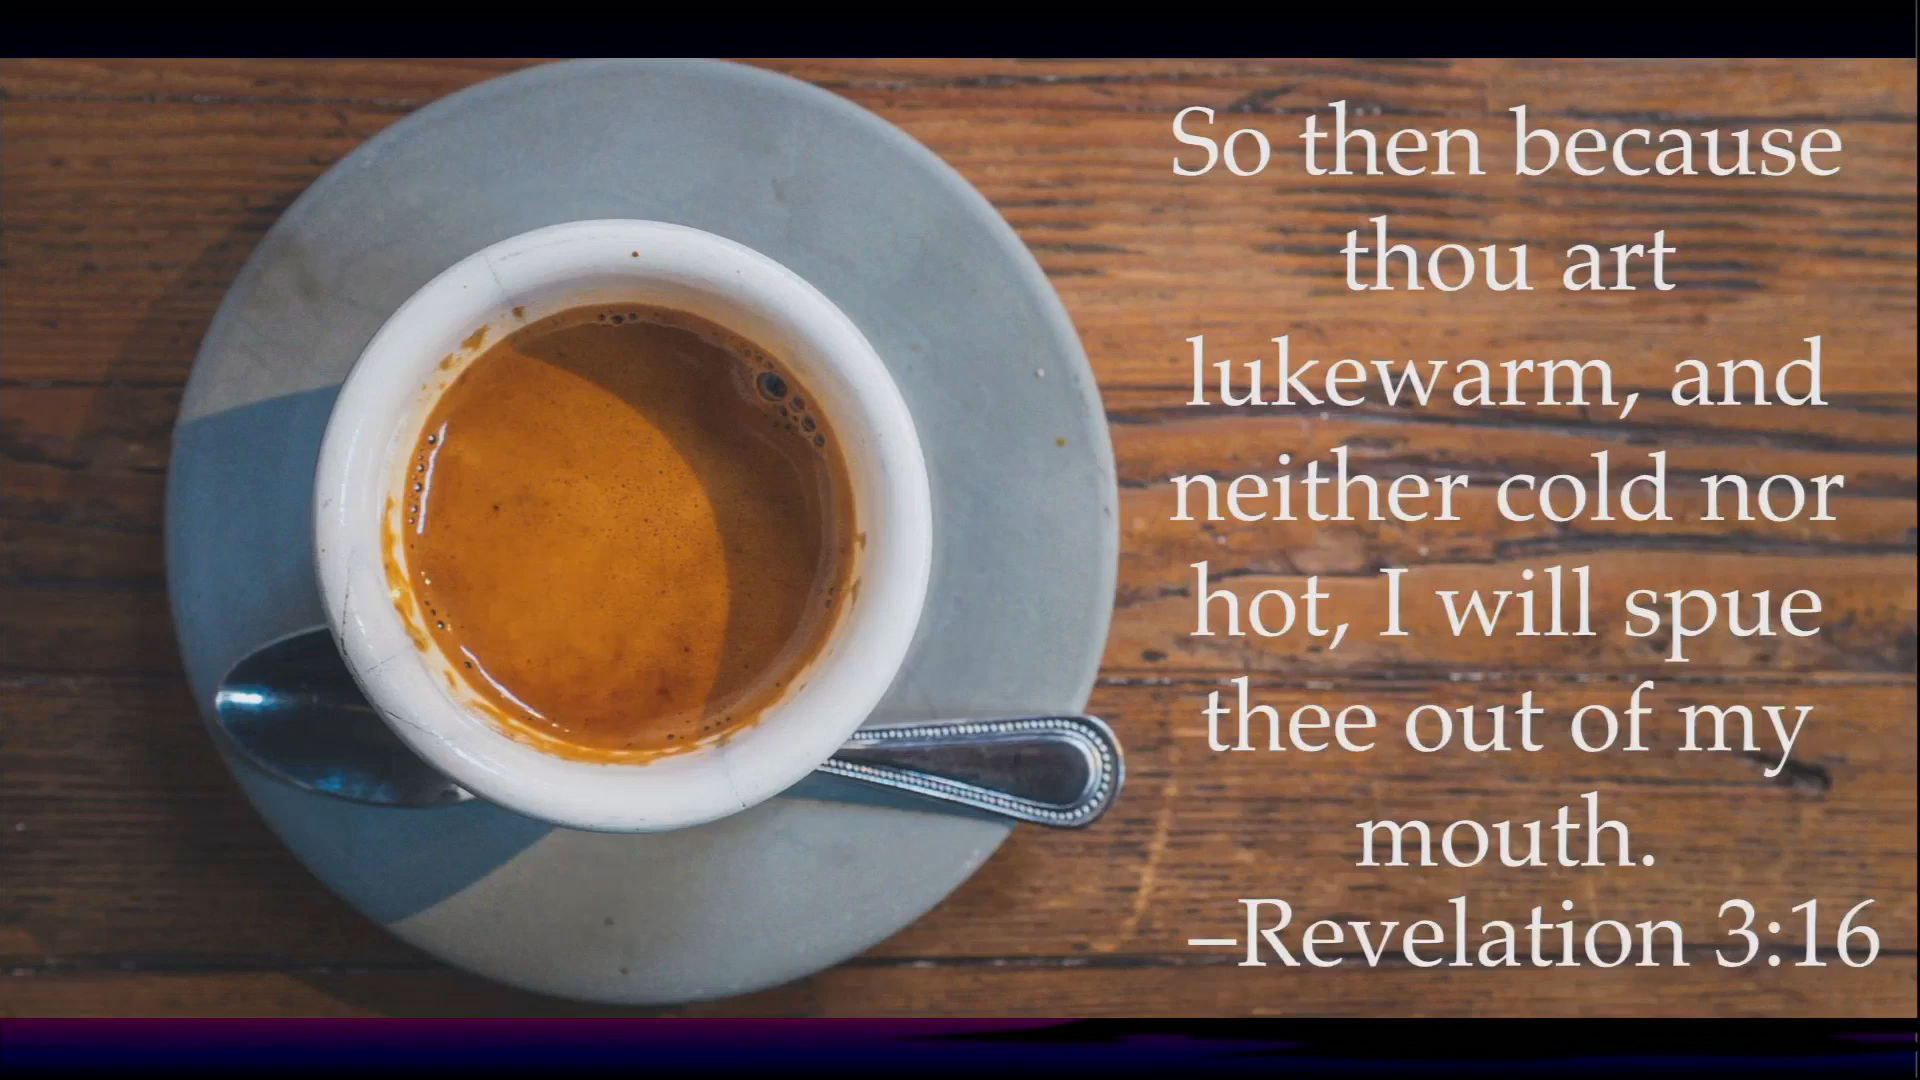 So then because
thou art
lukewarm, and
neither cold nor
hot, I will spue
thee out of my
mouth.
–Revelation 3:16